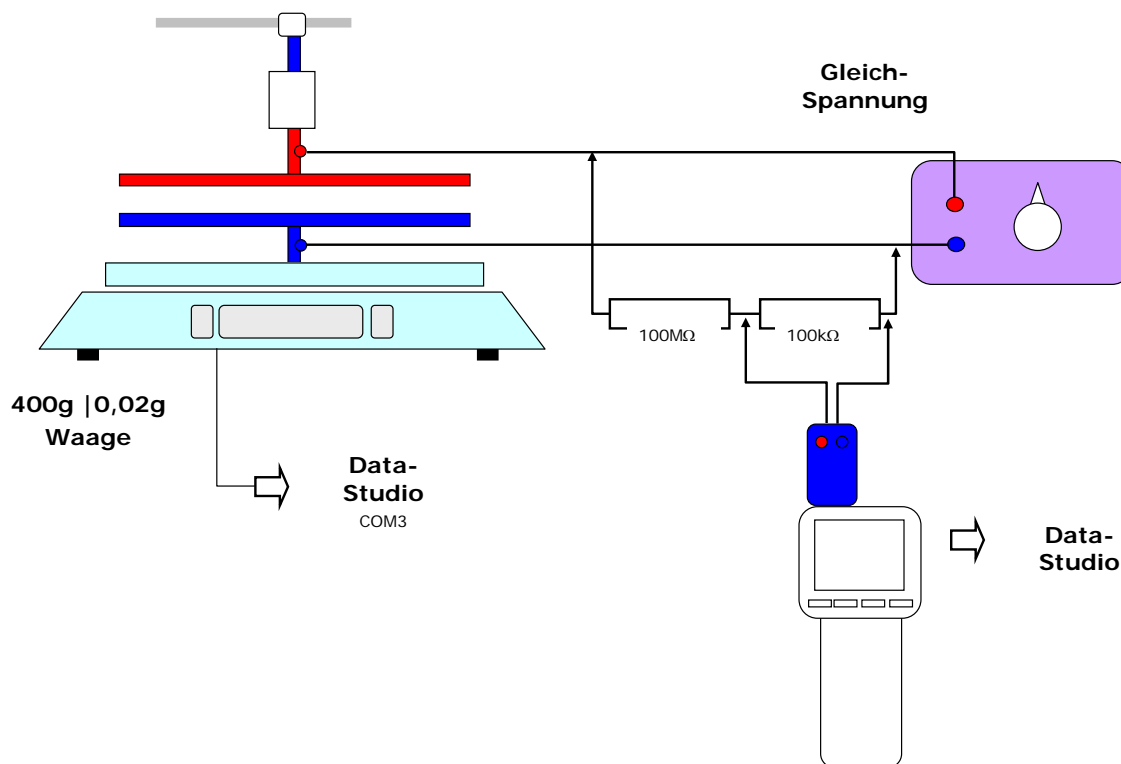 Gleich-
Spannung
100MΩ
100kΩ
400g |0,02g
Waage
Data-
Studio
COM3
Data-
Studio